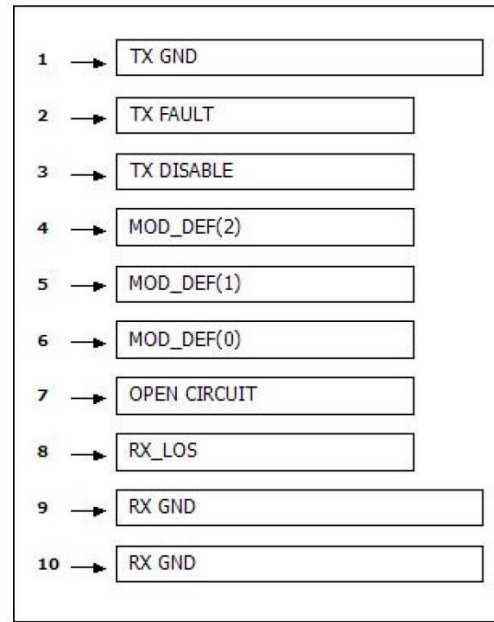 1 TX GND
2 TX FAULT
3 TX DISABLE
4 MOD_DEF(2)
5 MOD_DEF(1)
6 MOD_DEF(0)
7 OPEN CIRCUIT
8 RX_LOS
9 RX GND
10 RX GND